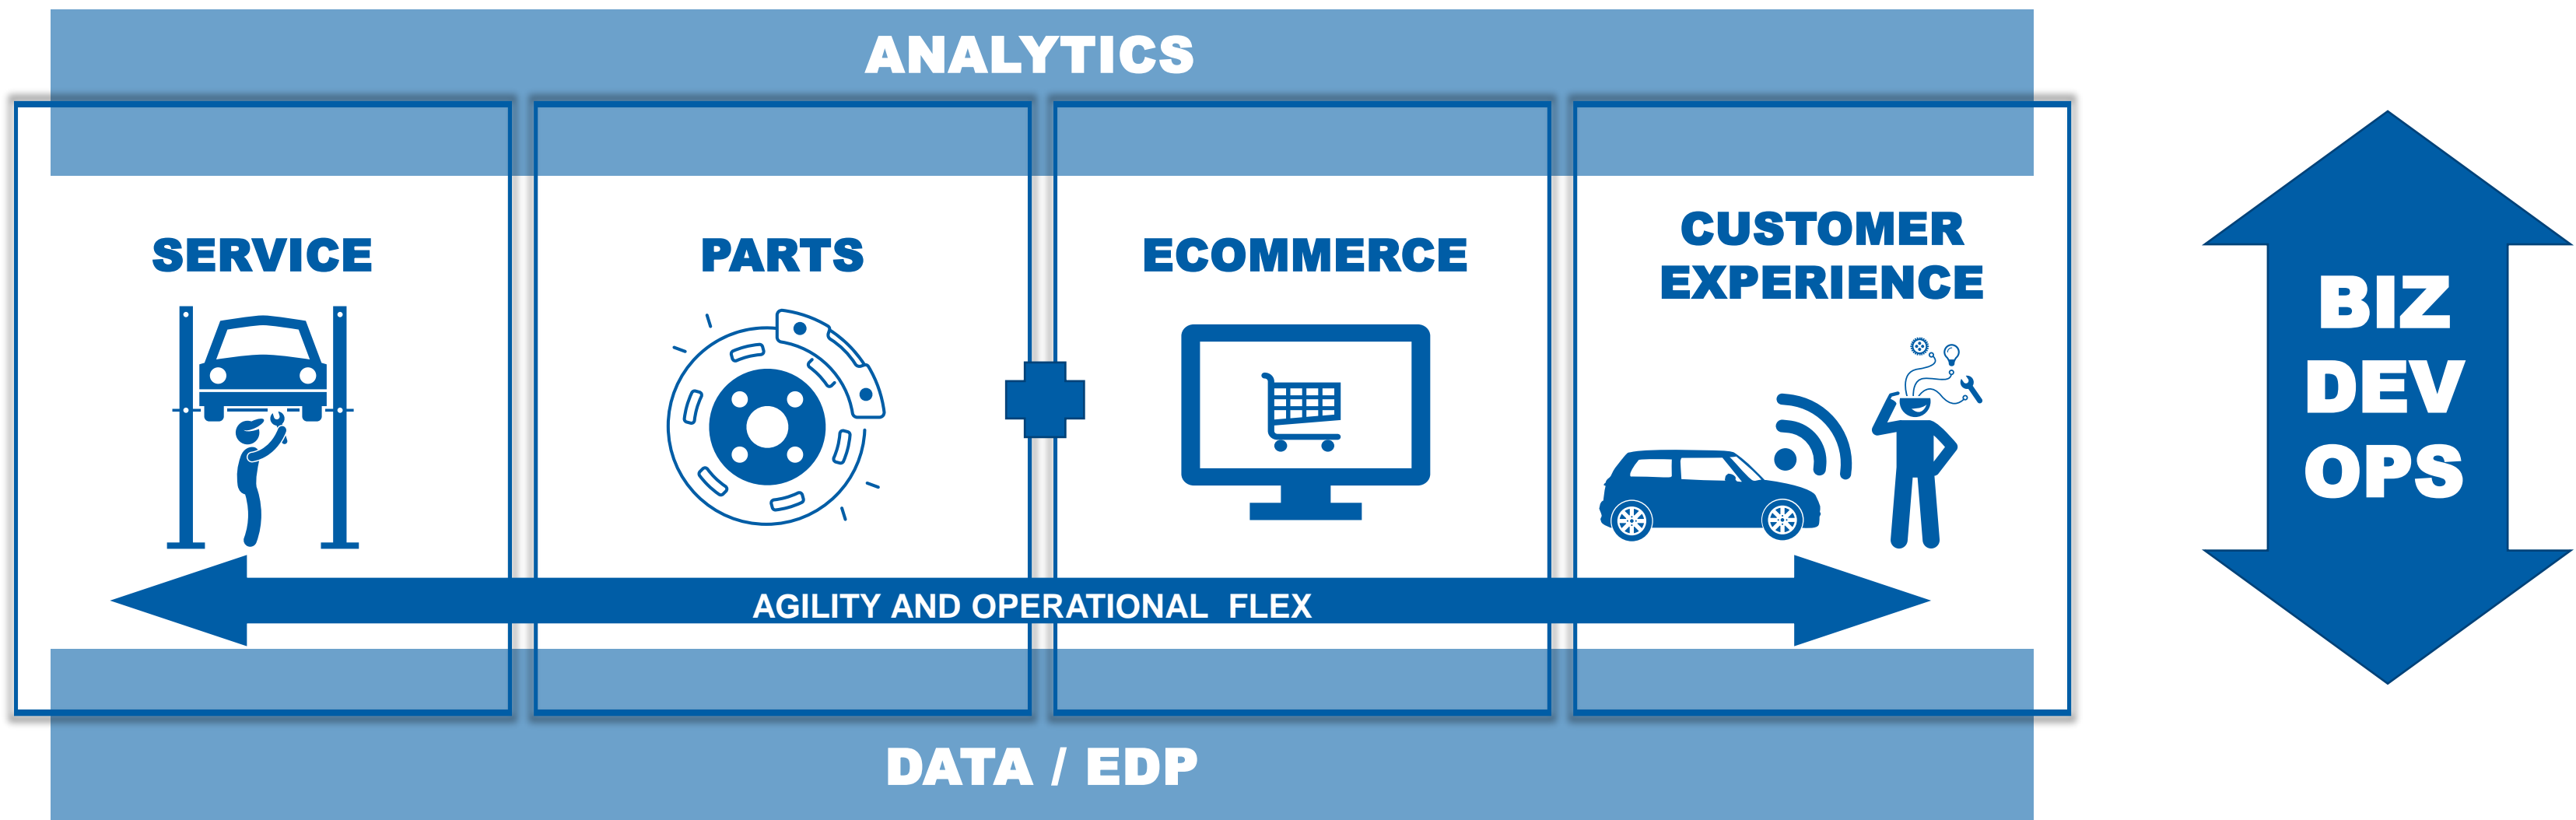 ANALYTICS
SERVICE
PARTS
ECOMMERCE
CUSTOMER
EXPERIENCE
AGILITY AND OPERATIONAL  FLEX
DATA / EDP
BIZ
DEV
OPS